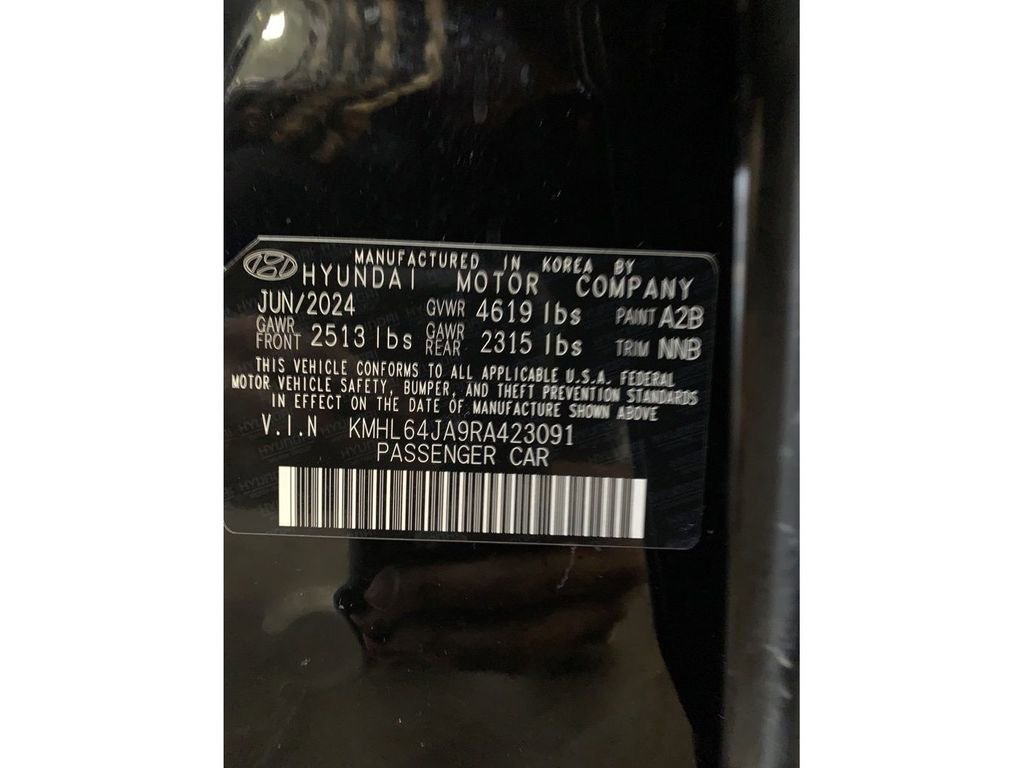 MANUFACTURED IN KOREA BY
HYUNDAI MOTOR COMPANY
JUN/2024 GVWR 4619 lbs PAINT A2B
GAWR FRONT 2513 lbs GAWR REAR 2315 lbs TRIM NNB
THIS VEHICLE CONFORMS TO ALL APPLICABLE U.S.A. FEDERAL
MOTOR VEHICLE SAFETY, BUMPER, AND THEFT PREVENTION STANDARDS
IN EFFECT ON THE DATE OF MANUFACTURE SHOWN ABOVE
V.I.N KMHL64JA9RA423091
PASSENGER CAR